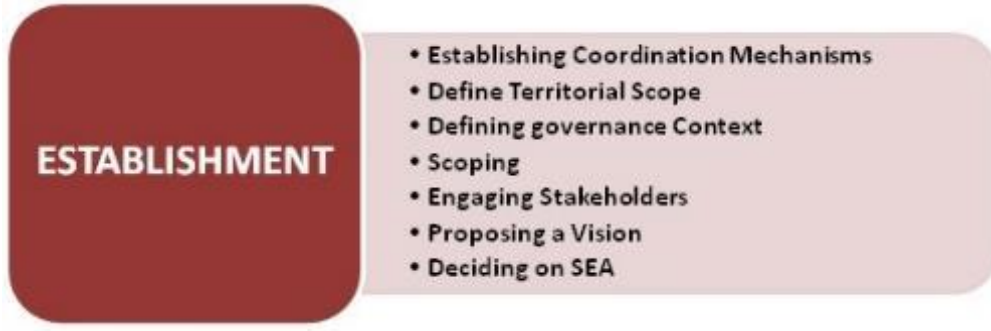 ESTABLISHMENT
• Establishing Coordination Mechanisms
• Define Territorial Scope
• Defining governance Context
• Scoping
• Engaging Stakeholders
• Proposing a Vision
• Deciding on SEA